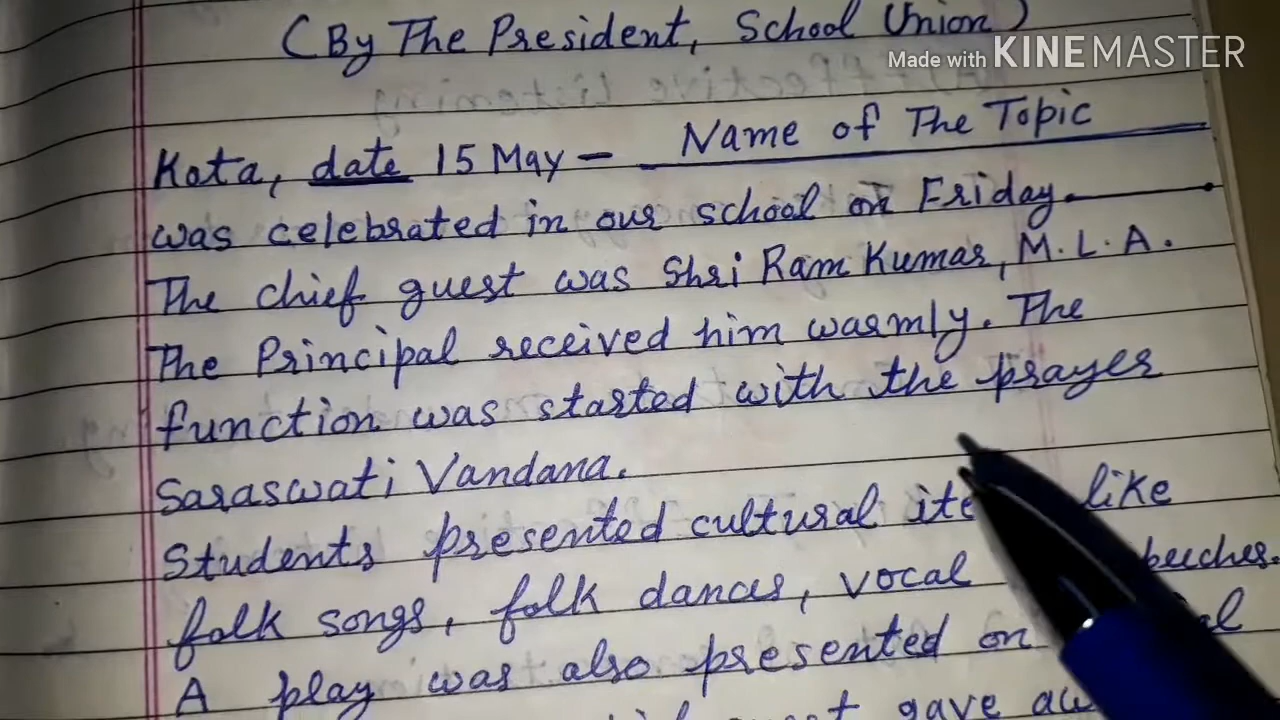 (By The President, School Union)
Made with KINEMASTER
Kota, date 15 May – Name of The Topic
was celebrated in our school on Friday.
The chief guest was Shri Ram Kumar, M.L.A.
The Principal received him warmly. The
function was started with the prayer
Saraswati Vandana.
Students presented cultural like
folk songs, folk dances, vocal
A play was also presented on
gave